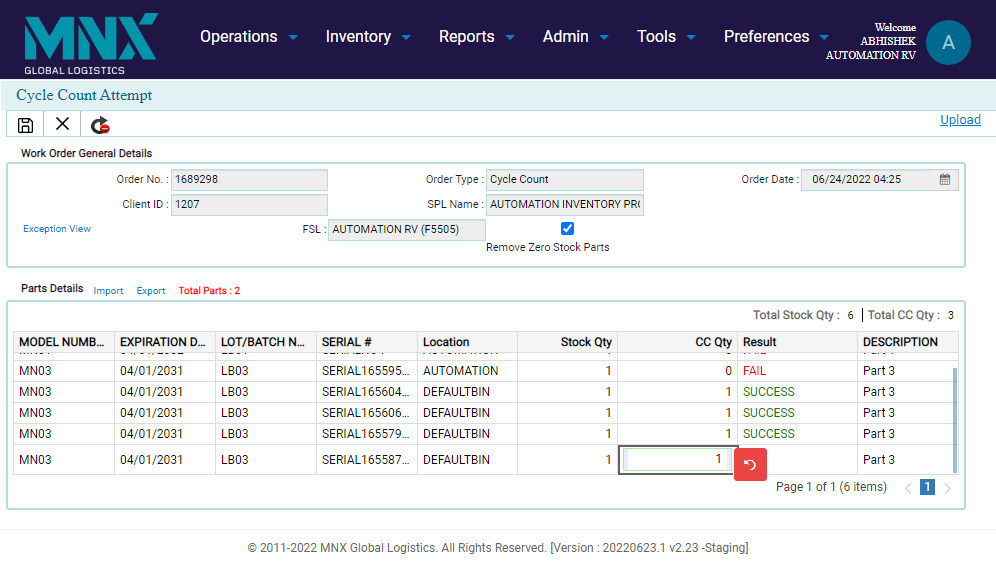 MNX
GLOBAL LOGISTICS
Operations Inventory Reports Admin Tools Preferences
Welcome
ABHISHEK
AUTOMATION RV
A
Cycle Count Attempt
Upload
Work Order General Details
Order No. : 1689298 Order Type : Cycle Count Order Date : 06/24/2022 04:25
Client ID : 1207 SPL Name : AUTOMATION INVENTORY PR
Exception View FSL : AUTOMATION RV (F5505)
Remove Zero Stock Parts
Parts Details Import Export Total Parts : 2
Total Stock Qty : 6 Total CC Qty : 3
MODEL NUMB... EXPIRATION D... LOT/BATCH N... SERIAL # Location Stock Qty CC Qty Result DESCRIPTION
MN03 04/01/2031 LB03 SERIAL165595... AUTOMATION 1 0 FAIL Part 3
MN03 04/01/2031 LB03 SERIAL165604... DEFAULTBIN 1 1 SUCCESS Part 3
MN03 04/01/2031 LB03 SERIAL165606... DEFAULTBIN 1 1 SUCCESS Part 3
MN03 04/01/2031 LB03 SERIAL165579... DEFAULTBIN 1 1 SUCCESS Part 3
MN03 04/01/2031 LB03 SERIAL165587... DEFAULTBIN 1 1 Part 3
Page 1 of 1 (6 items) 1
© 2011-2022 MNX Global Logistics. All Rights Reserved. [Version : 20220623.1 v2.23 -Staging]